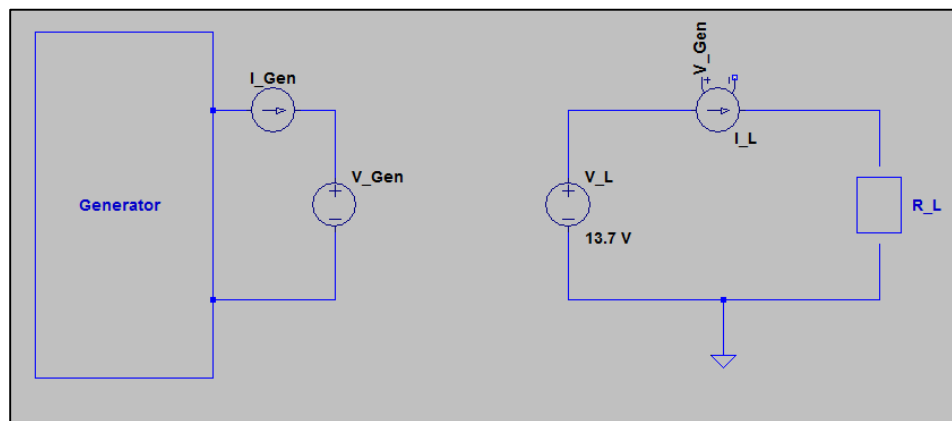 I_Gen
V_Gen
Generator
V_Gen
+
−
V_L
+
−
13.7 V
+
I_L
R_L